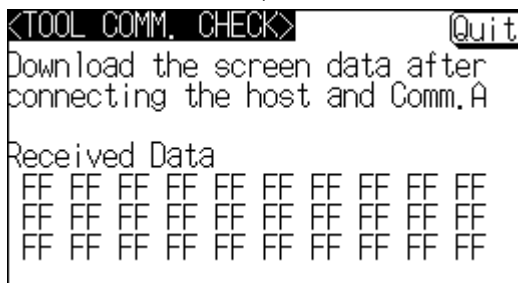 <TOOL COMM. CHECK> Quit
Download the screen data after
connecting the host and Comm.A
Received Data
FF FF FF FF FF FF FF FF FF FF
FF FF FF FF FF FF FF FF FF FF
FF FF FF FF FF FF FF FF FF FF